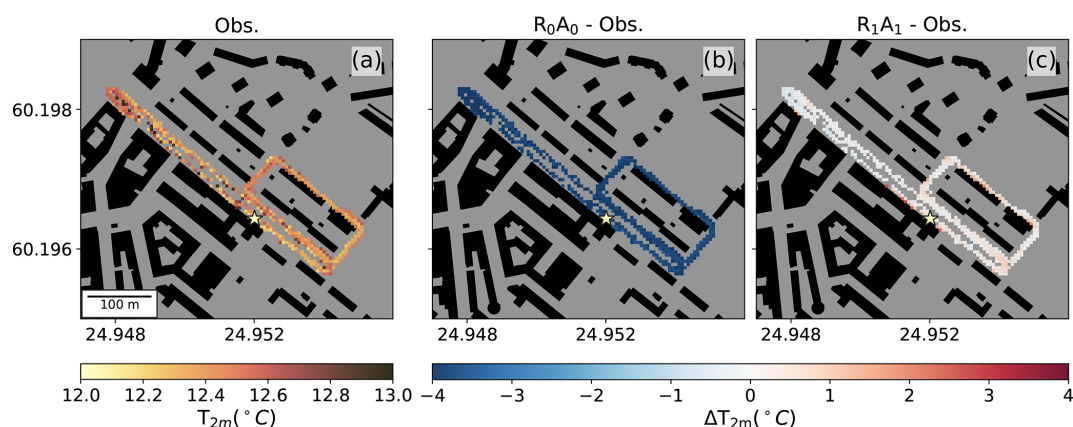 Obs.
R₀A₀ - Obs.
R₁A₁ - Obs.
(a)
(b)
(c)
60.198
60.196
100 m
24.948
24.952
24.948
24.952
24.948
24.952
12.0 12.2 12.4 12.6 12.8 13.0
−4 −3 −2 −1 0 1 2 3 4
T₂ₘ(°C)
ΔT₂ₘ(°C)